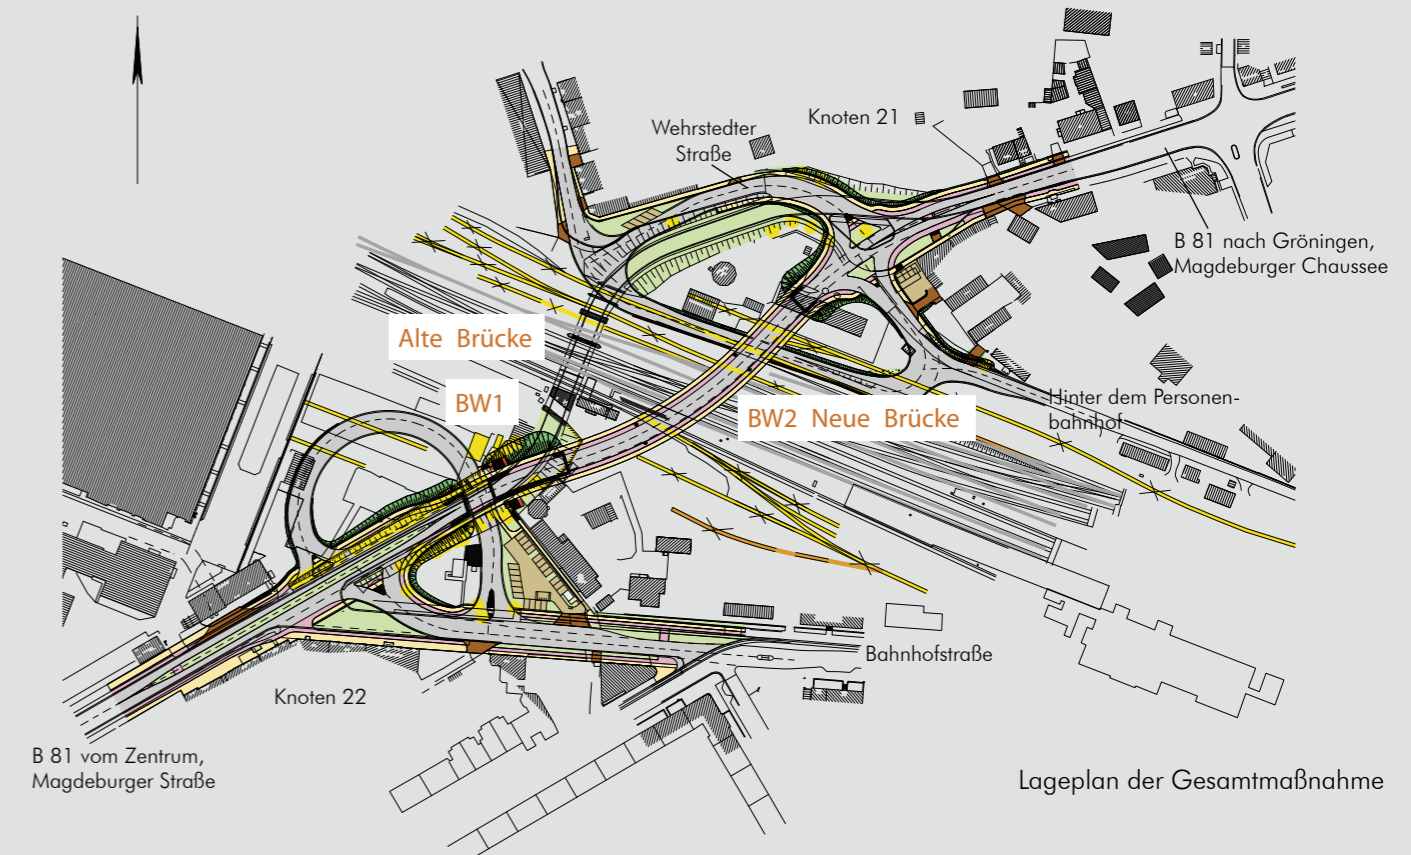 Wehrstedter
Straße
Knoten 21
B 81 nach Gröningen,
Magdeburger Chaussee
Alte Brücke
BW1
BW2 Neue Brücke
Hinter dem Personen-
bahnhof
Bahnhofstraße
Knoten 22
B 81 vom Zentrum,
Magdeburger Straße
Lageplan der Gesamtmaßnahme